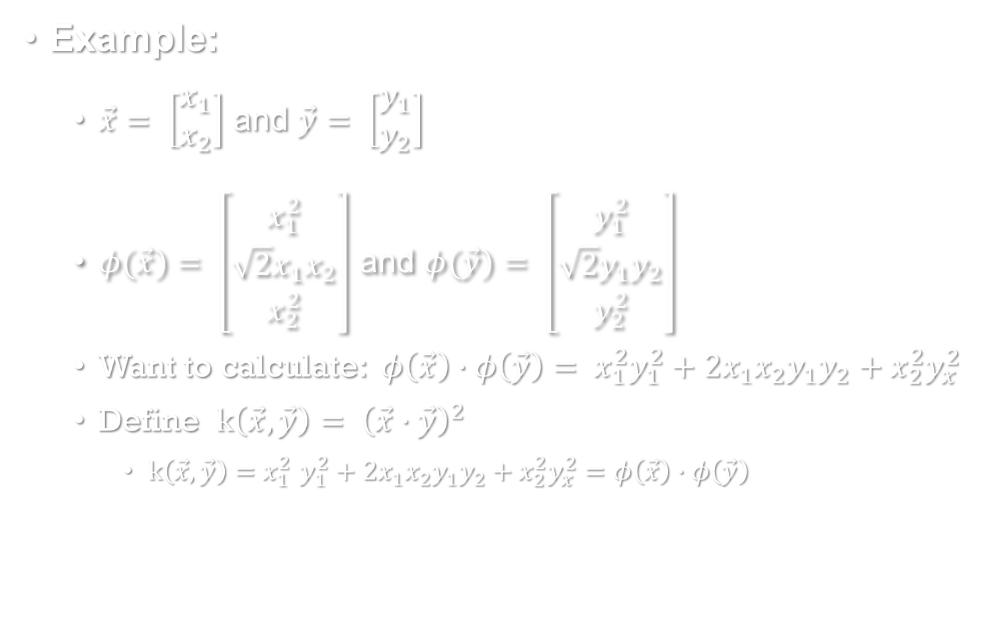 • Example:
• $\vec{x} = \begin{bmatrix} x_1 \\ x_2 \end{bmatrix}$ and $\vec{y} = \begin{bmatrix} y_1 \\ y_2 \end{bmatrix}$
• $\phi(\vec{x}) = \begin{bmatrix} x_1^2 \\ \sqrt{2}x_1x_2 \\ x_2^2 \end{bmatrix}$ and $\phi(\vec{y}) = \begin{bmatrix} y_1^2 \\ \sqrt{2}y_1y_2 \\ y_2^2 \end{bmatrix}$
• Want to calculate: $\phi(\vec{x}) \cdot \phi(\vec{y}) = x_1^2y_1^2 + 2x_1x_2y_1y_2 + x_2^2y_x^2$
• Define $\mathrm{k}(\vec{x}, \vec{y}) = (\vec{x} \cdot \vec{y})^2$
• $\mathrm{k}(\vec{x}, \vec{y}) = x_1^2 y_1^2 + 2x_1x_2y_1y_2 + x_2^2y_x^2 = \phi(\vec{x}) \cdot \phi(\vec{y})$